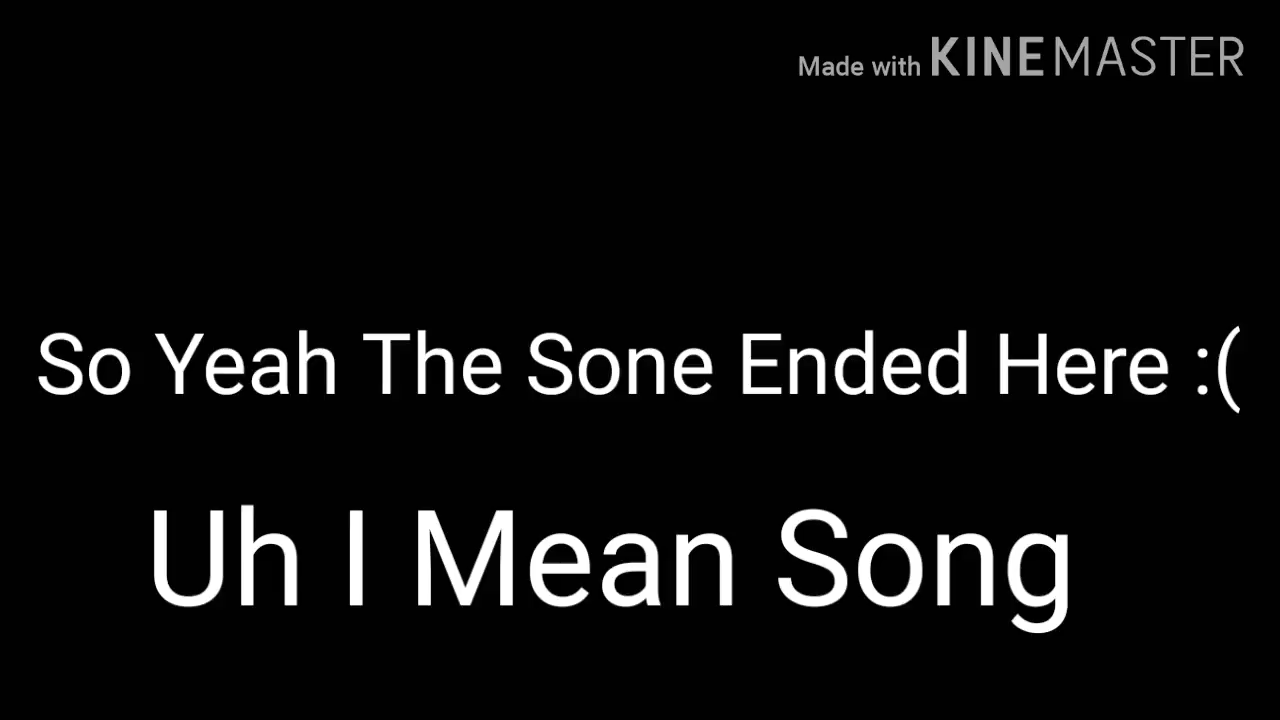 Made with KINEMASTER
So Yeah The Sone Ended Here :(
Uh I Mean Song